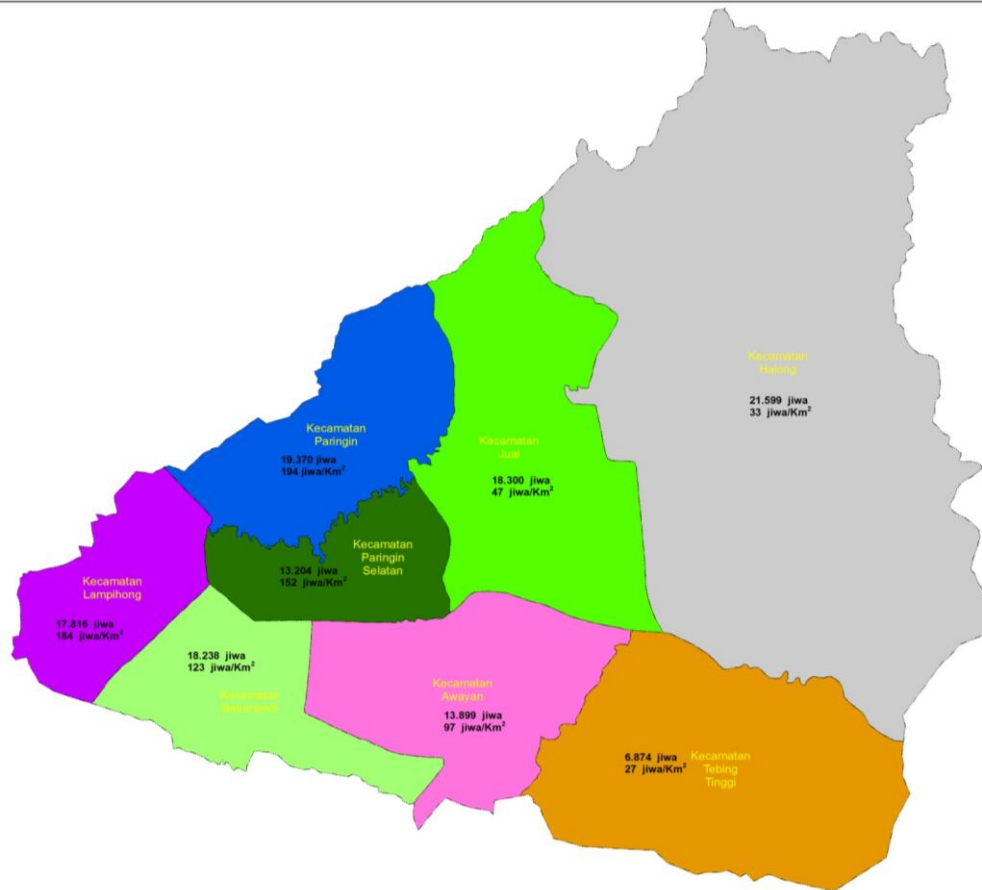 Kecamatan
Halong
21.599 jiwa
33 jiwa/Km²
Kecamatan
Paringin
19.370 jiwa
194 jiwa/Km²
Kecamatan
Juai
18.300 jiwa
47 jiwa/Km²
Kecamatan
Paringin
Selatan
13.204 jiwa
152 jiwa/Km²
Kecamatan
Lampihong
17.816 jiwa
184 jiwa/Km²
18.238 jiwa
123 jiwa/Km²
Kecamatan
Kecamatan
Awayan
13.899 jiwa
97 jiwa/Km²
6.874 jiwa
27 jiwa/Km²
Kecamatan
Tebing
Tinggi